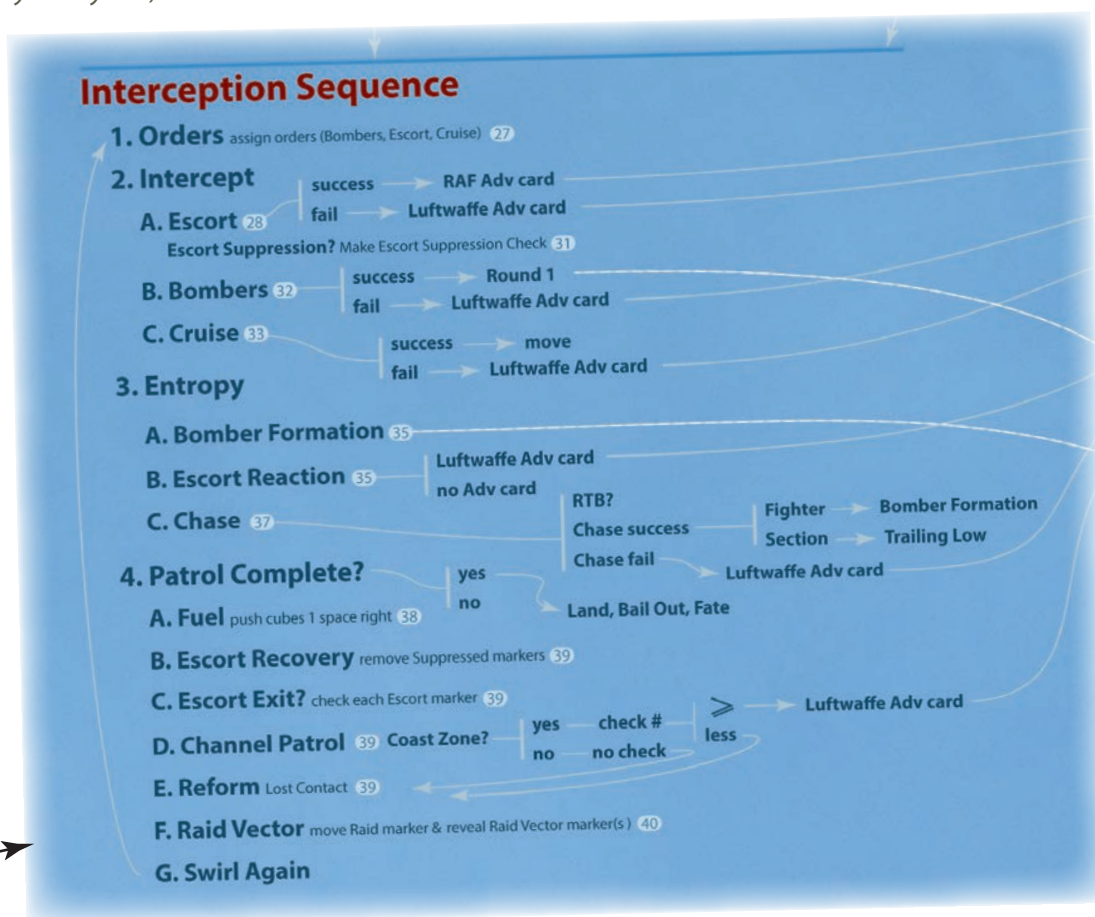 Interception Sequence
1. Orders assign orders (Bombers, Escort, Cruise) 27
2. Intercept
success RAF Adv card
A. Escort 28
fail Luftwaffe Adv card
Escort Suppression? Make Escort Suppression Check 31
B. Bombers 32
success Round 1
fail Luftwaffe Adv card
C. Cruise 33
success move
fail Luftwaffe Adv card
3. Entropy
A. Bomber Formation 35
B. Escort Reaction 35
Luftwaffe Adv card
no Adv card
C. Chase 37
RTB?
Chase success
Fighter Bomber Formation
Section Trailing Low
Chase fail
Luftwaffe Adv card
4. Patrol Complete?
yes
no
Land, Bail Out, Fate
A. Fuel push cubes 1 space right 38
B. Escort Recovery remove Suppressed markers 39
C. Escort Exit? check each Escort marker 39
D. Channel Patrol 39 Coast Zone?
yes check #
no no check
⩾ Luftwaffe Adv card
less
E. Reform Lost Contact 39
F. Raid Vector move Raid marker & reveal Raid Vector marker(s) 40
G. Swirl Again